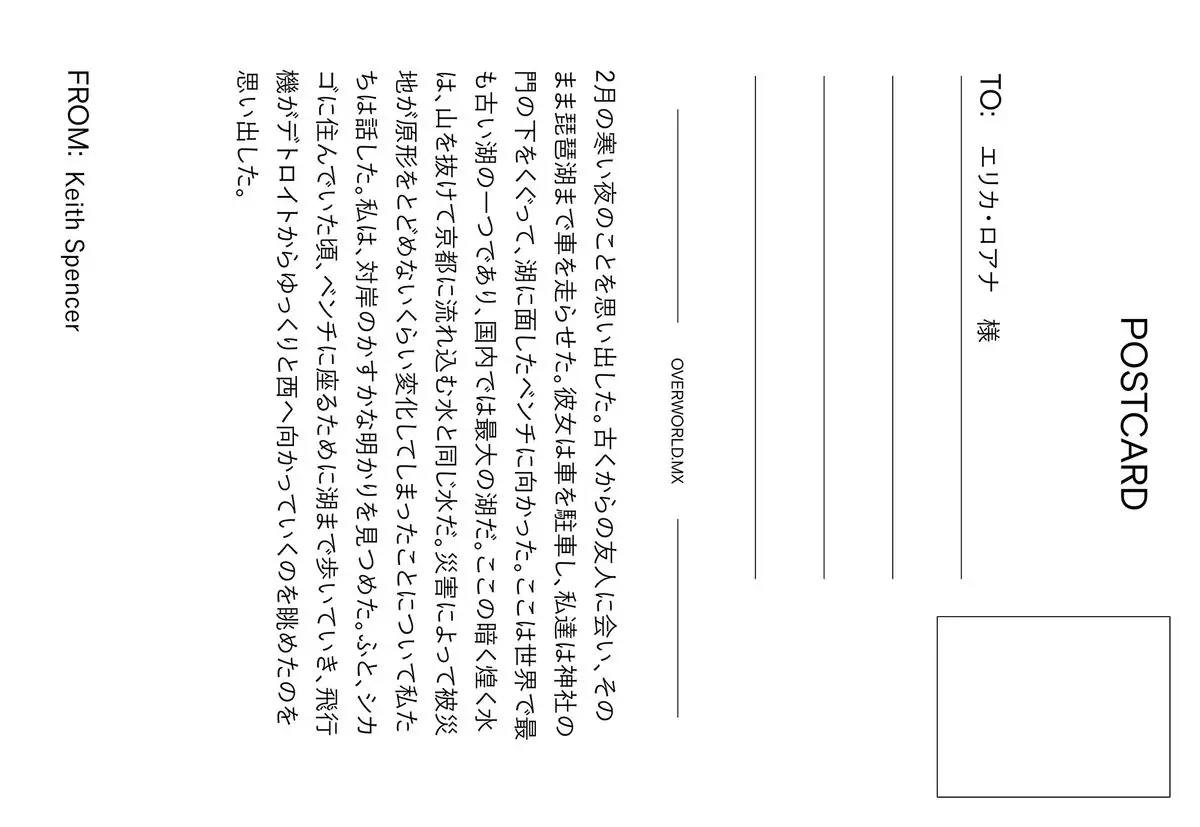 POSTCARD
TO: エリカ・ロアナ 様
OVERWORLD.MX
2月の寒い夜のことを思い出した。古くからの友人に会い、その
まま琵琶湖まで車を走らせた。彼女は車を駐車し、私達は神社の
門の下をくぐって、湖に面したベンチに向かった。ここは世界で最
も古い湖の一つであり、国内では最大の湖だ。ここの暗く煌く水
は、山を抜けて京都に流れ込む水と同じ水だ。災害によって被災
地が原形をとどめないくらい変化してしまったことについて私た
ちは話した。私は、対岸のかすかな明かりを見つめた。ふと、シカ
ゴに住んでいた頃、ベンチに座るために湖まで歩いていき、飛行
機がデトロイトからゆっくりと西へ向かっていくのを眺めたのを
思い出した。
FROM: Keith Spencer